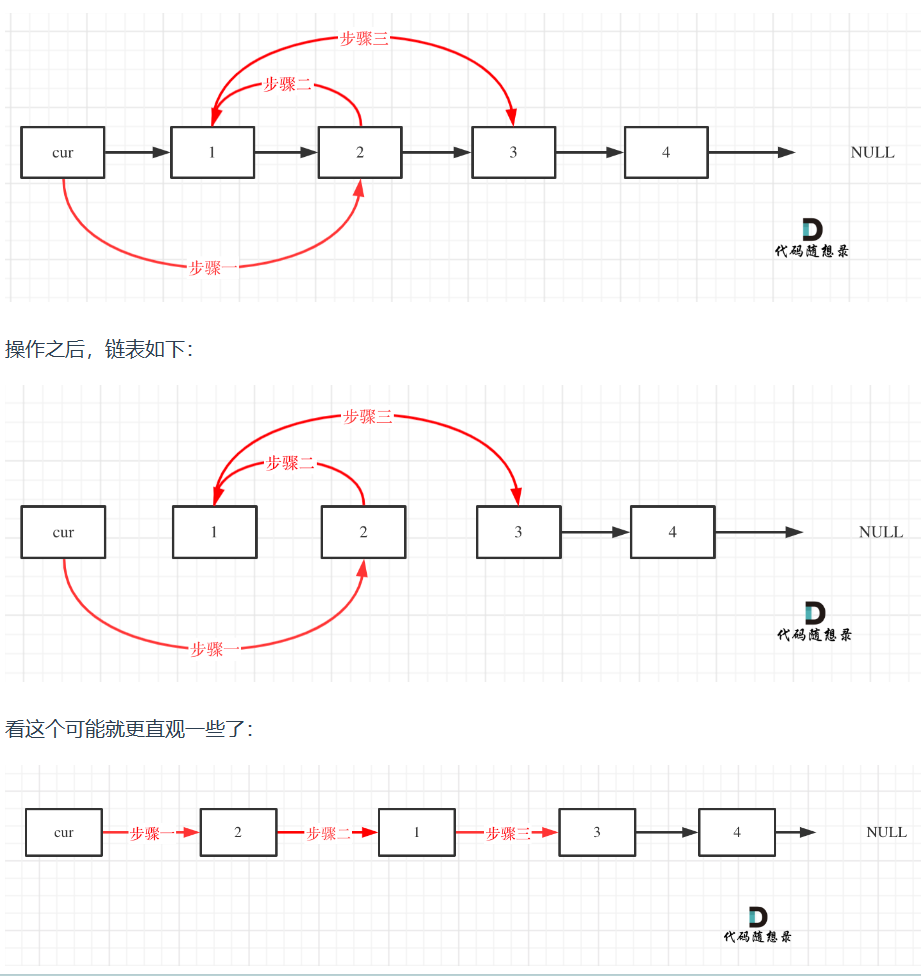 步骤三
步骤二
cur 1 2 3 4 NULL
步骤一
代码随想录
操作之后，链表如下：
步骤三
步骤二
cur 1 2 3 4 NULL
步骤一
代码随想录
看这个可能就更直观一些了：
cur 步骤一 2 步骤二 1 步骤三 3 4 NULL
代码随想录